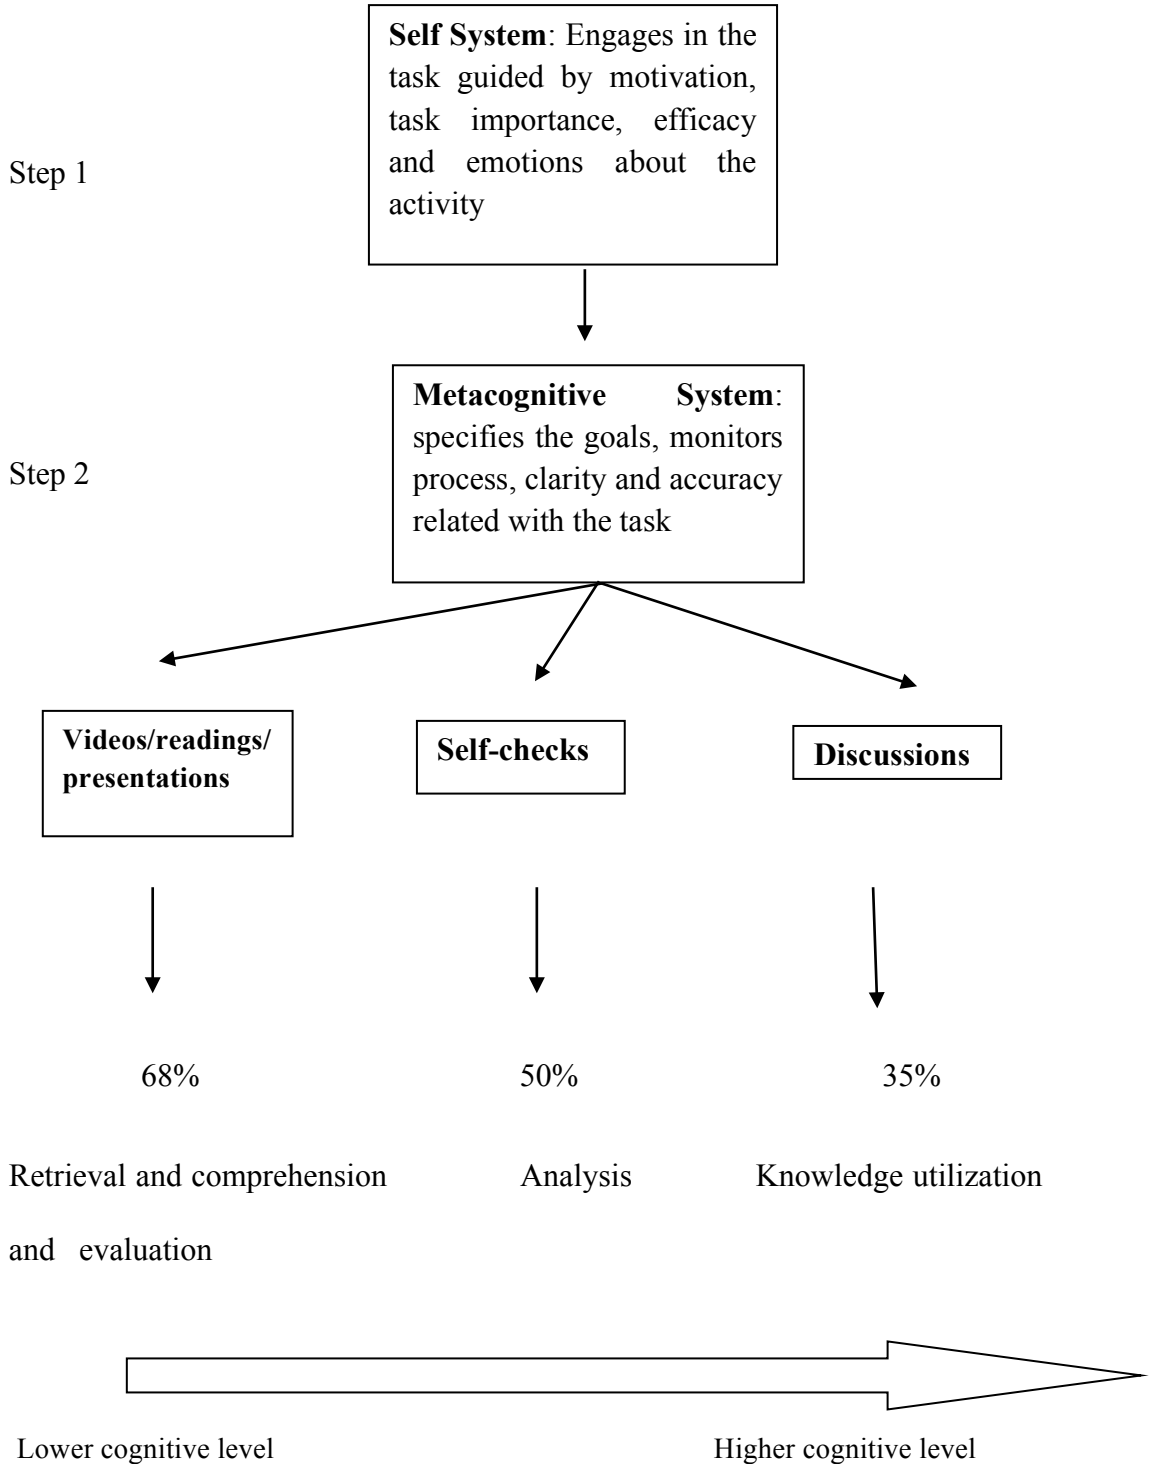 Self System: Engages in the
task guided by motivation,
task importance, efficacy
and emotions about the
activity
Step 1
Metacognitive System:
specifies the goals, monitors
process, clarity and accuracy
related with the task
Step 2
Videos/readings/
presentations
Self-checks
Discussions
68%
50%
35%
Retrieval and comprehension
Analysis
Knowledge utilization
and evaluation
Lower cognitive level
Higher cognitive level